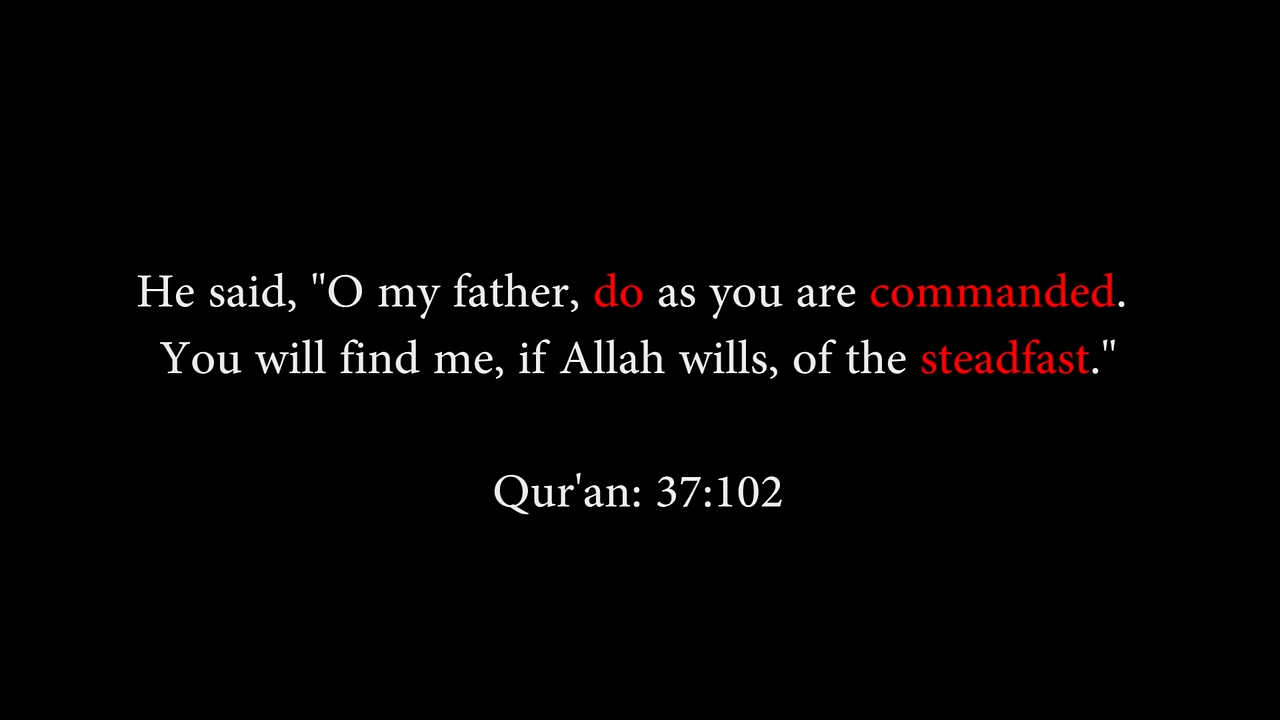 He said, "O my father, do as you are commanded.
You will find me, if Allah wills, of the steadfast."
Qur'an: 37:102